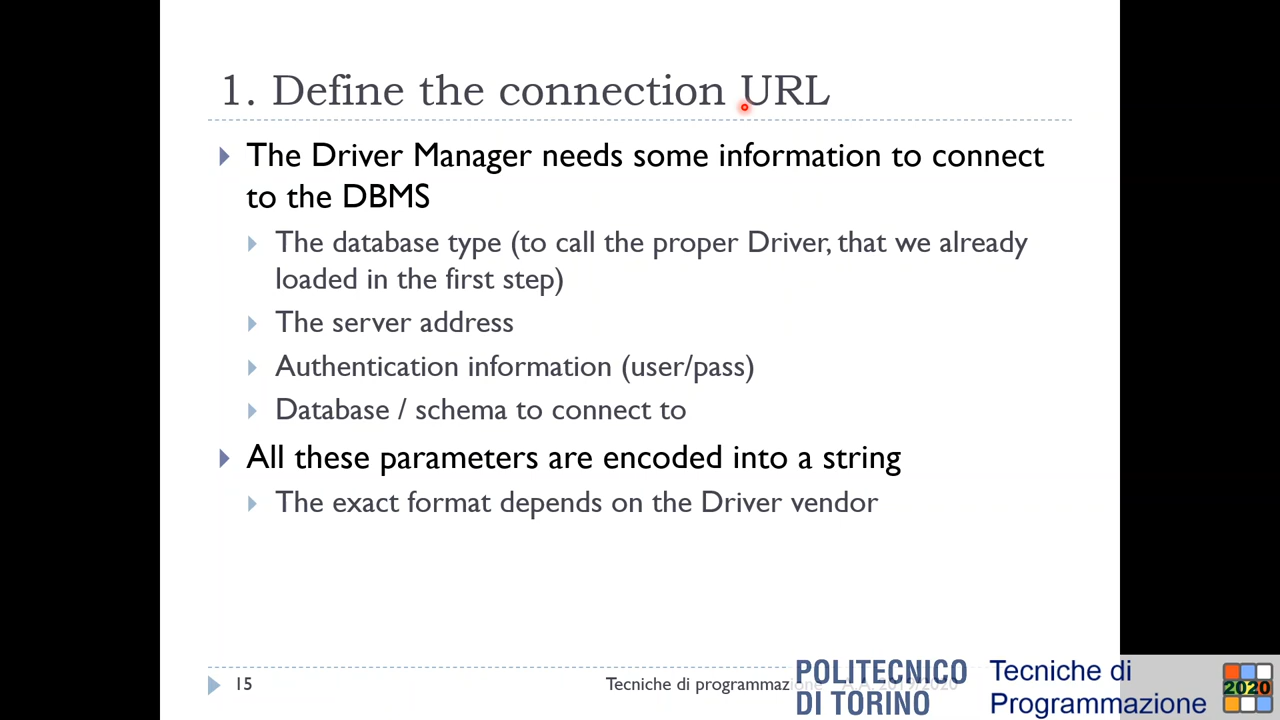 1. Define the connection URL
The Driver Manager needs some information to connect
to the DBMS
The database type (to call the proper Driver, that we already
loaded in the first step)
The server address
Authentication information (user/pass)
Database / schema to connect to
All these parameters are encoded into a string
The exact format depends on the Driver vendor
15
Tecniche di programmazione A.A. 2019/2020
POLITECNICO
DI TORINO
Tecniche di
Programmazione
2020